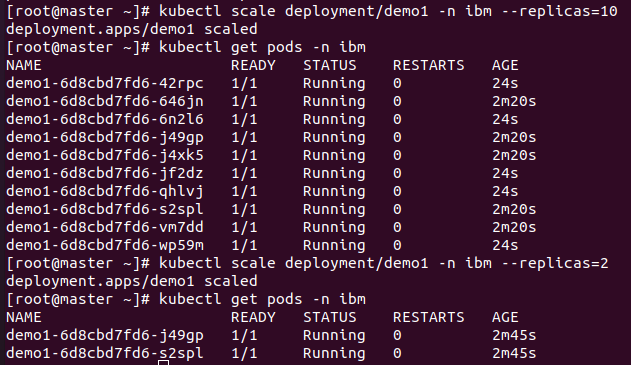 [root@master ~]# kubectl scale deployment/demo1 -n ibm --replicas=10
deployment.apps/demo1 scaled
[root@master ~]# kubectl get pods -n ibm
NAME                     READY   STATUS    RESTARTS   AGE
demo1-6d8cbd7fd6-42rpc   1/1     Running   0          24s
demo1-6d8cbd7fd6-646jn   1/1     Running   0          2m20s
demo1-6d8cbd7fd6-6n2l6   1/1     Running   0          24s
demo1-6d8cbd7fd6-j49gp   1/1     Running   0          2m20s
demo1-6d8cbd7fd6-j4xk5   1/1     Running   0          2m20s
demo1-6d8cbd7fd6-jf2dz   1/1     Running   0          24s
demo1-6d8cbd7fd6-qhlvj   1/1     Running   0          24s
demo1-6d8cbd7fd6-s2spl   1/1     Running   0          2m20s
demo1-6d8cbd7fd6-vm7dd   1/1     Running   0          2m20s
demo1-6d8cbd7fd6-wp59m   1/1     Running   0          24s
[root@master ~]# kubectl scale deployment/demo1 -n ibm --replicas=2
deployment.apps/demo1 scaled
[root@master ~]# kubectl get pods -n ibm
NAME                     READY   STATUS    RESTARTS   AGE
demo1-6d8cbd7fd6-j49gp   1/1     Running   0          2m45s
demo1-6d8cbd7fd6-s2spl   1/1     Running   0          2m45s